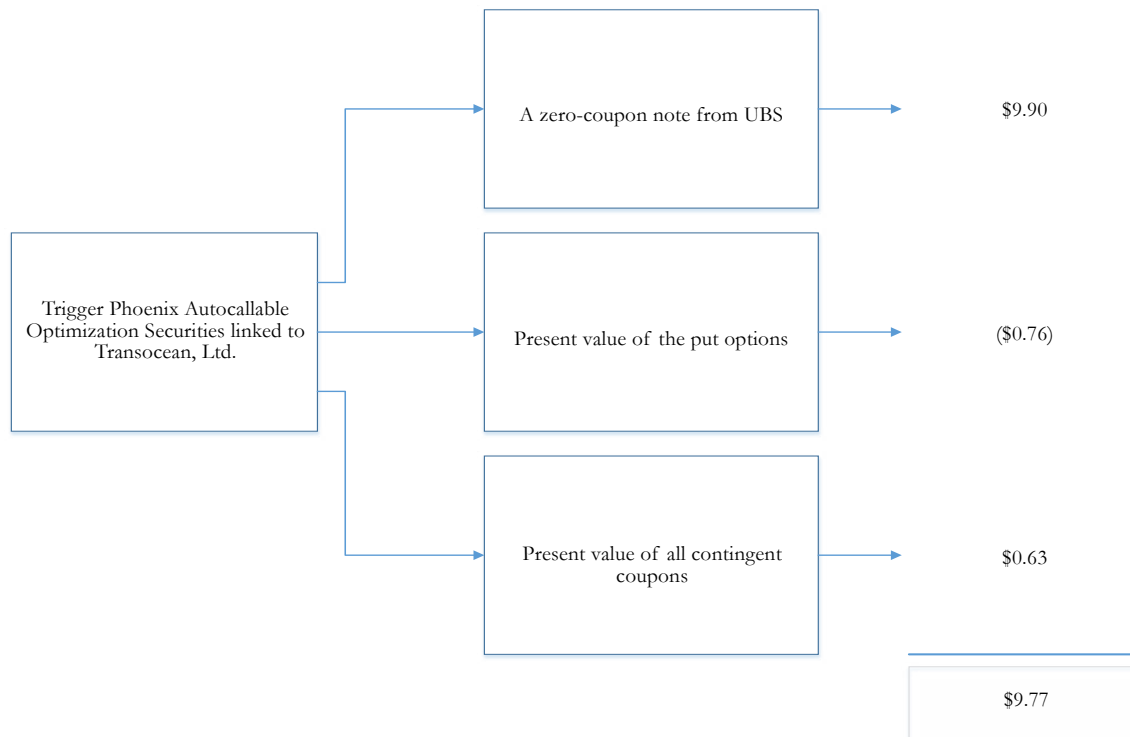 A zero-coupon note from UBS
$9.90
Trigger Phoenix Autocallable
Optimization Securities linked to
Transocean, Ltd.
Present value of the put options
($0.76)
Present value of all contingent
coupons
$0.63
$9.77